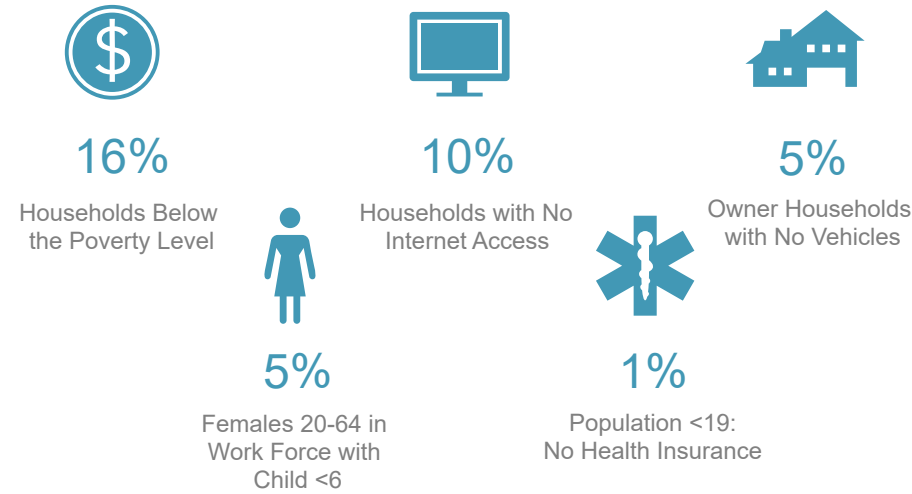 $
16%
Households Below
the Poverty Level
10%
Households with No
Internet Access
5%
Owner Households
with No Vehicles
5%
Females 20-64 in
Work Force with
Child <6
1%
Population <19:
No Health Insurance